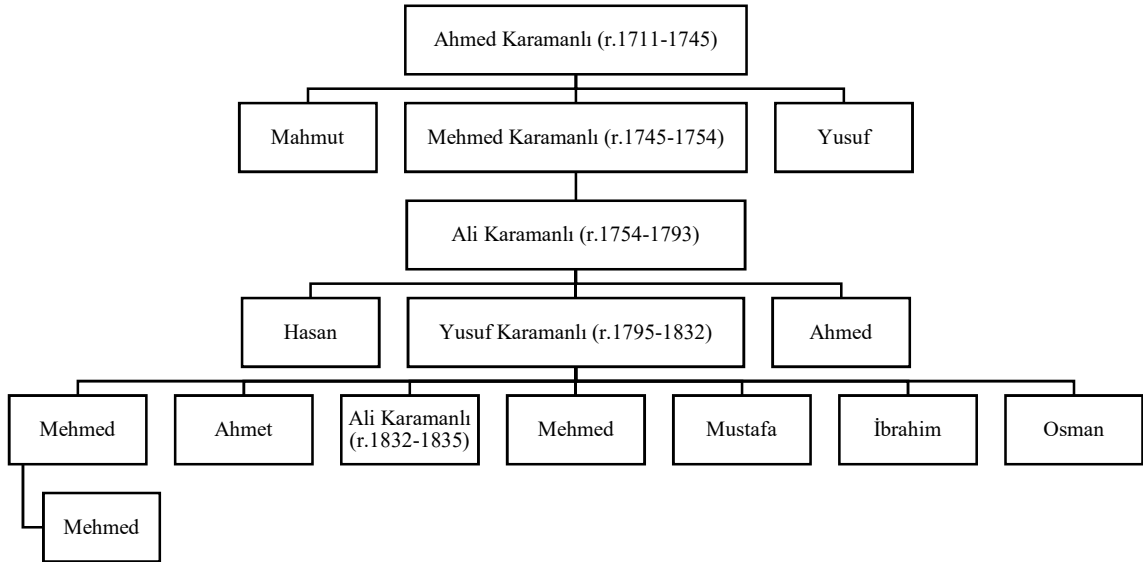 Ahmed Karamanlı (r.1711-1745)
Mahmut
Mehmed Karamanlı (r.1745-1754)
Yusuf
Ali Karamanlı (r.1754-1793)
Hasan
Yusuf Karamanlı (r.1795-1832)
Ahmed
Mehmed
Ahmet
Ali Karamanlı
(r.1832-1835)
Mehmed
Mustafa
İbrahim
Osman
Mehmed